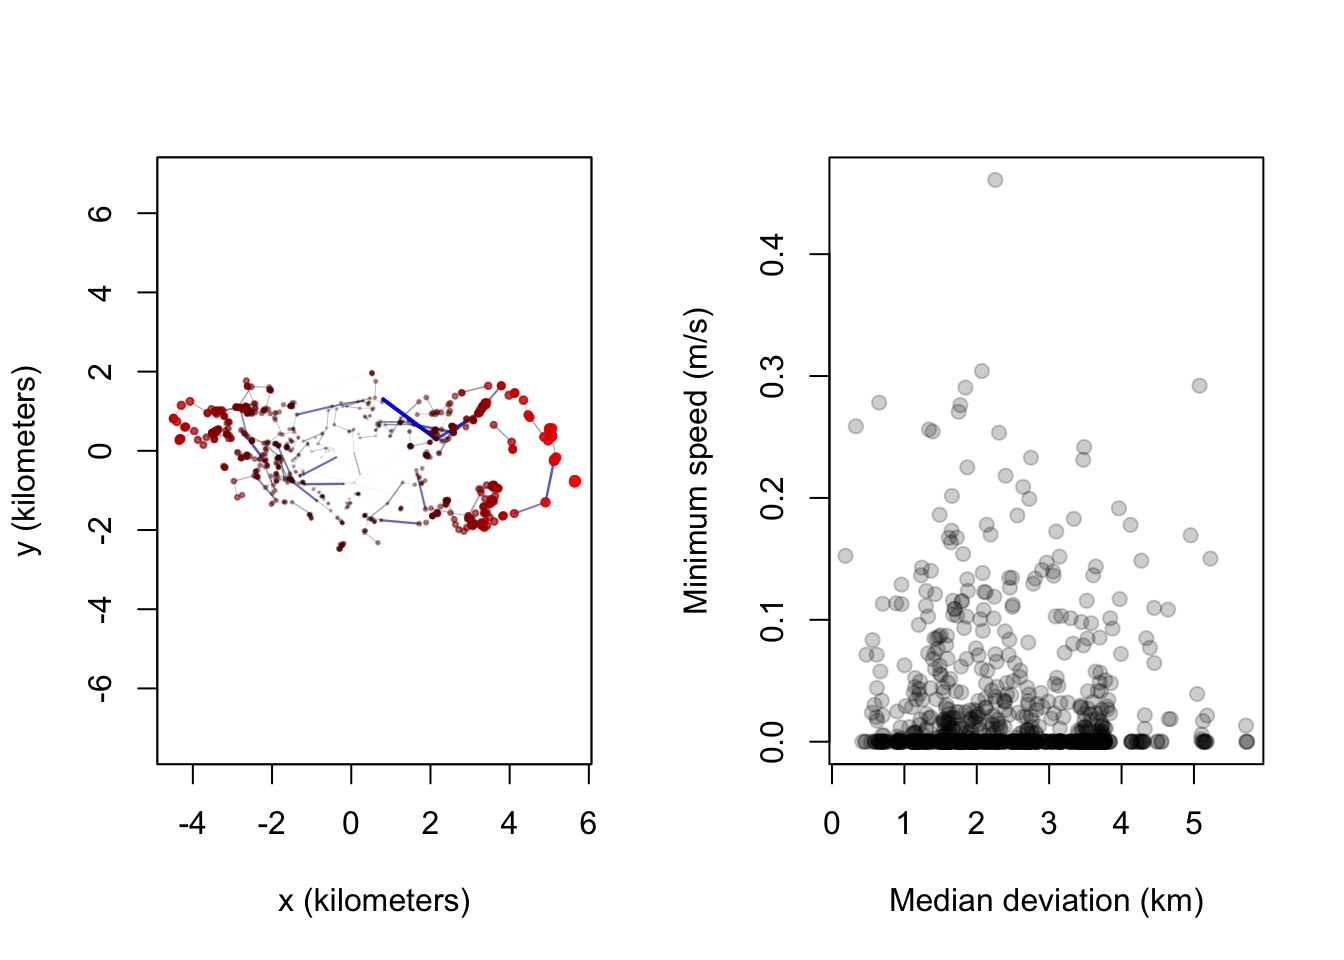 y (kilometers)
6
4
2
0
-2
-4
-6
-4 -2 0 2 4 6
x (kilometers)
Minimum speed (m/s)
0.4
0.3
0.2
0.1
0.0
0 1 2 3 4 5
Median deviation (km)